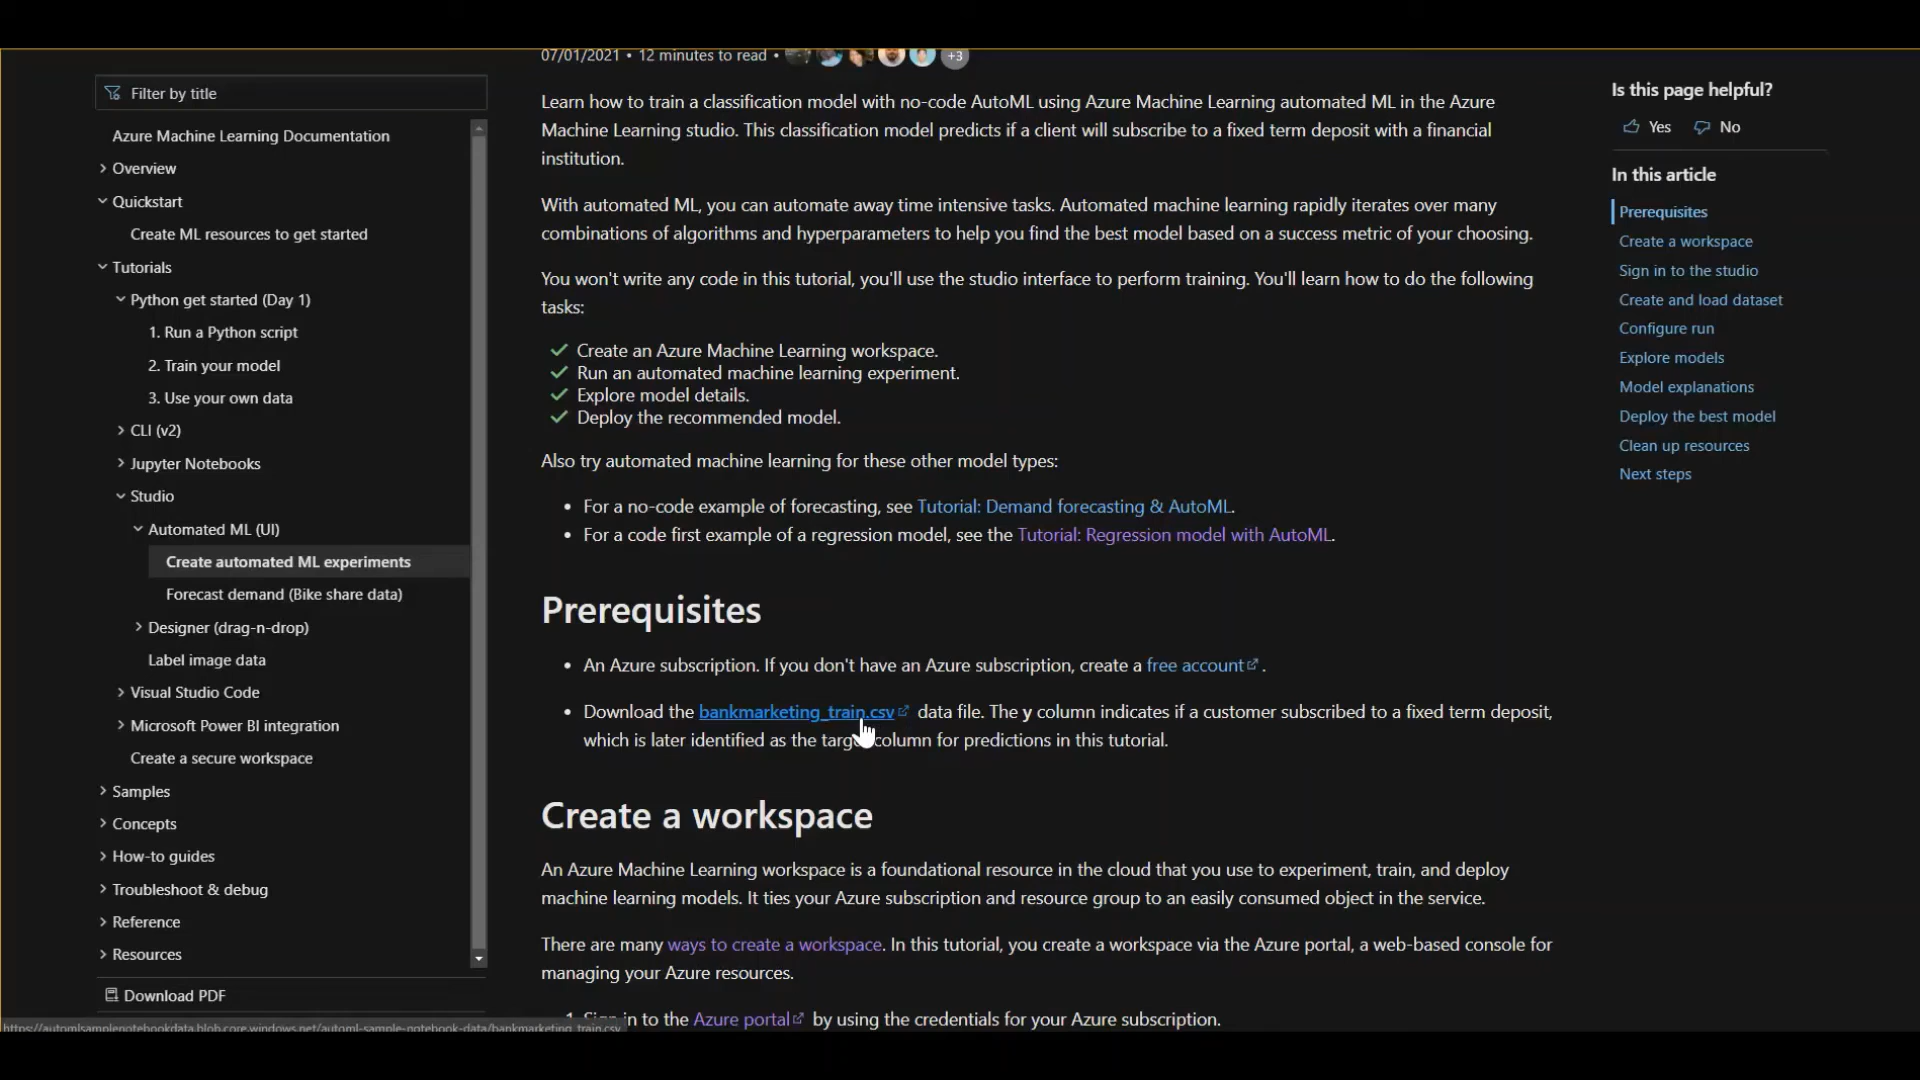 07/01/2021 • 12 minutes to read •
+3
Filter by title
Azure Machine Learning Documentation
Overview
Quickstart
Create ML resources to get started
Tutorials
Python get started (Day 1)
1. Run a Python script
2. Train your model
3. Use your own data
CLI (v2)
Jupyter Notebooks
Studio
Automated ML (UI)
Create automated ML experiments
Forecast demand (Bike share data)
Designer (drag-n-drop)
Label image data
Visual Studio Code
Microsoft Power BI integration
Create a secure workspace
Samples
Concepts
How-to guides
Troubleshoot & debug
Reference
Resources
Download PDF
Learn how to train a classification model with no-code AutoML using Azure Machine Learning automated ML in the Azure
Machine Learning studio. This classification model predicts if a client will subscribe to a fixed term deposit with a financial
institution.
With automated ML, you can automate away time intensive tasks. Automated machine learning rapidly iterates over many
combinations of algorithms and hyperparameters to help you find the best model based on a success metric of your choosing.
You won't write any code in this tutorial, you'll use the studio interface to perform training. You'll learn how to do the following
tasks:
Create an Azure Machine Learning workspace.
Run an automated machine learning experiment.
Explore model details.
Deploy the recommended model.
Also try automated machine learning for these other model types:
• For a no-code example of forecasting, see Tutorial: Demand forecasting & AutoML.
• For a code first example of a regression model, see the Tutorial: Regression model with AutoML.
Prerequisites
• An Azure subscription. If you don't have an Azure subscription, create a free account.
• Download the bankmarketing_train.csv data file. The y column indicates if a customer subscribed to a fixed term deposit,
which is later identified as the target column for predictions in this tutorial.
Create a workspace
An Azure Machine Learning workspace is a foundational resource in the cloud that you use to experiment, train, and deploy
machine learning models. It ties your Azure subscription and resource group to an easily consumed object in the service.
There are many ways to create a workspace. In this tutorial, you create a workspace via the Azure portal, a web-based console for
managing your Azure resources.
1. Sign in to the Azure portal by using the credentials for your Azure subscription.
https://automlsamplenotebookdata.blob.core.windows.net/automl-sample-notebook-data/bankmarketing_train.csv
Is this page helpful?
Yes No
In this article
Prerequisites
Create a workspace
Sign in to the studio
Create and load dataset
Configure run
Explore models
Model explanations
Deploy the best model
Clean up resources
Next steps